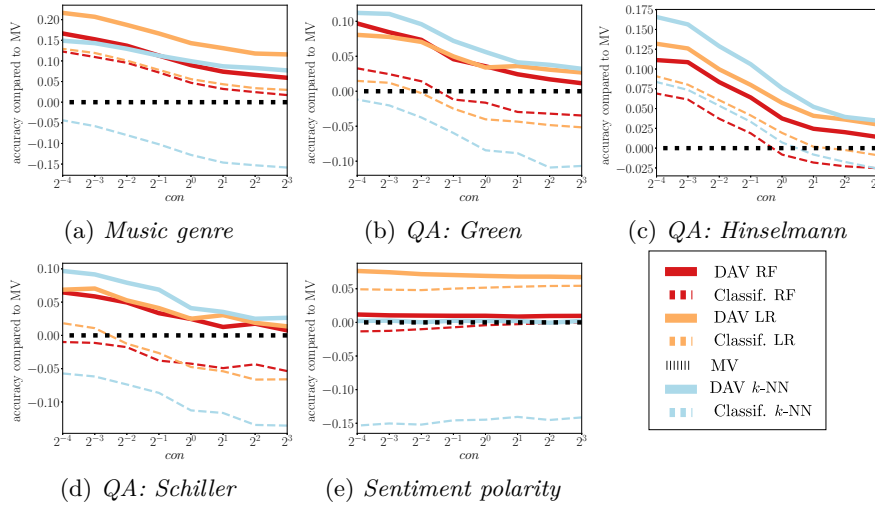 accuracy compared to MV
0.20
0.15
0.10
0.05
0.00
−0.05
−0.10
−0.15
2^−4 2^−3 2^−2 2^−1 2^0 2^1 2^2 2^3
con
(a) Music genre
accuracy compared to MV
0.10
0.05
0.00
−0.05
−0.10
2^−4 2^−3 2^−2 2^−1 2^0 2^1 2^2 2^3
con
(b) QA: Green
accuracy compared to MV
0.175
0.150
0.125
0.100
0.075
0.050
0.025
0.000
−0.025
2^−4 2^−3 2^−2 2^−1 2^0 2^1 2^2 2^3
con
(c) QA: Hinselmann
accuracy compared to MV
0.10
0.05
0.00
−0.05
−0.10
2^−4 2^−3 2^−2 2^−1 2^0 2^1 2^2 2^3
con
(d) QA: Schiller
accuracy compared to MV
0.05
0.00
−0.05
−0.10
−0.15
2^−4 2^−3 2^−2 2^−1 2^0 2^1 2^2 2^3
con
(e) Sentiment polarity
DAV RF
Classif. RF
DAV LR
Classif. LR
MV
DAV k-NN
Classif. k-NN